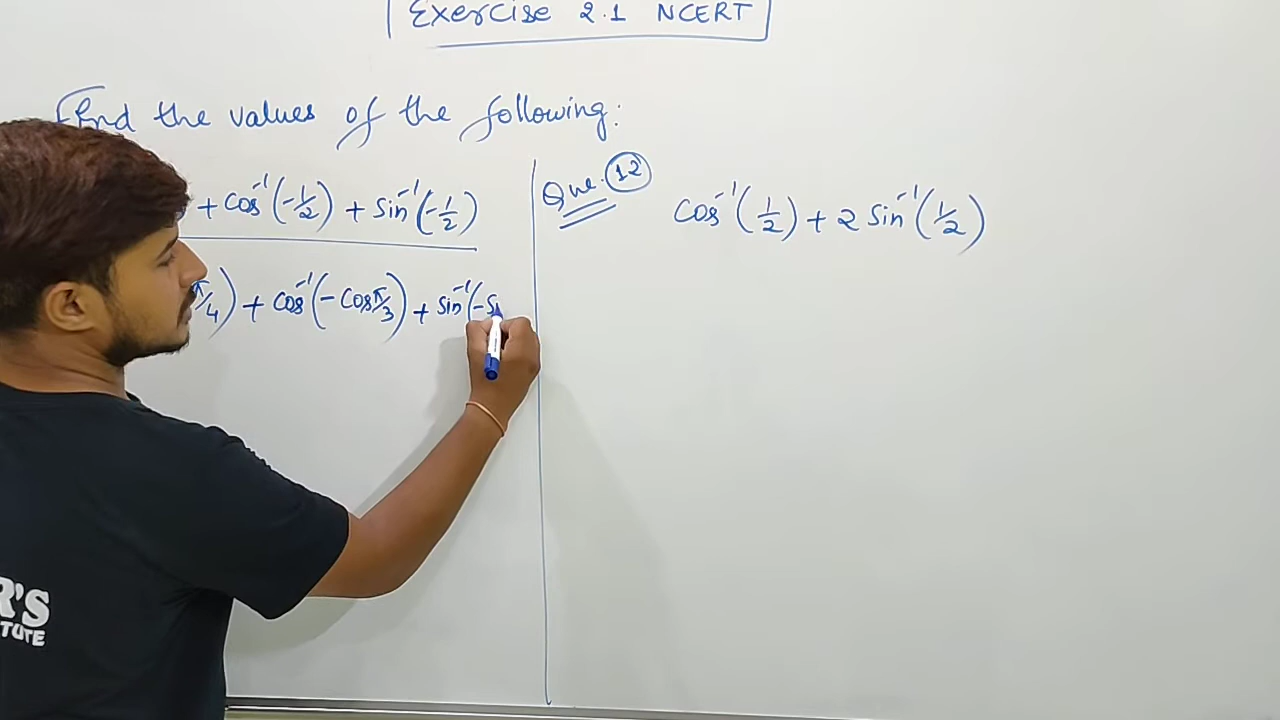 Exercise 2.1 NCERT
Find the values of the following:
+ cos⁻¹(-1/2) + sin⁻¹(-1/2)
π/4) + cos⁻¹(-cos π/3) + sin⁻¹(-s
Que. 12
cos⁻¹(1/2) + 2 sin⁻¹(1/2)
R'S
TUTE